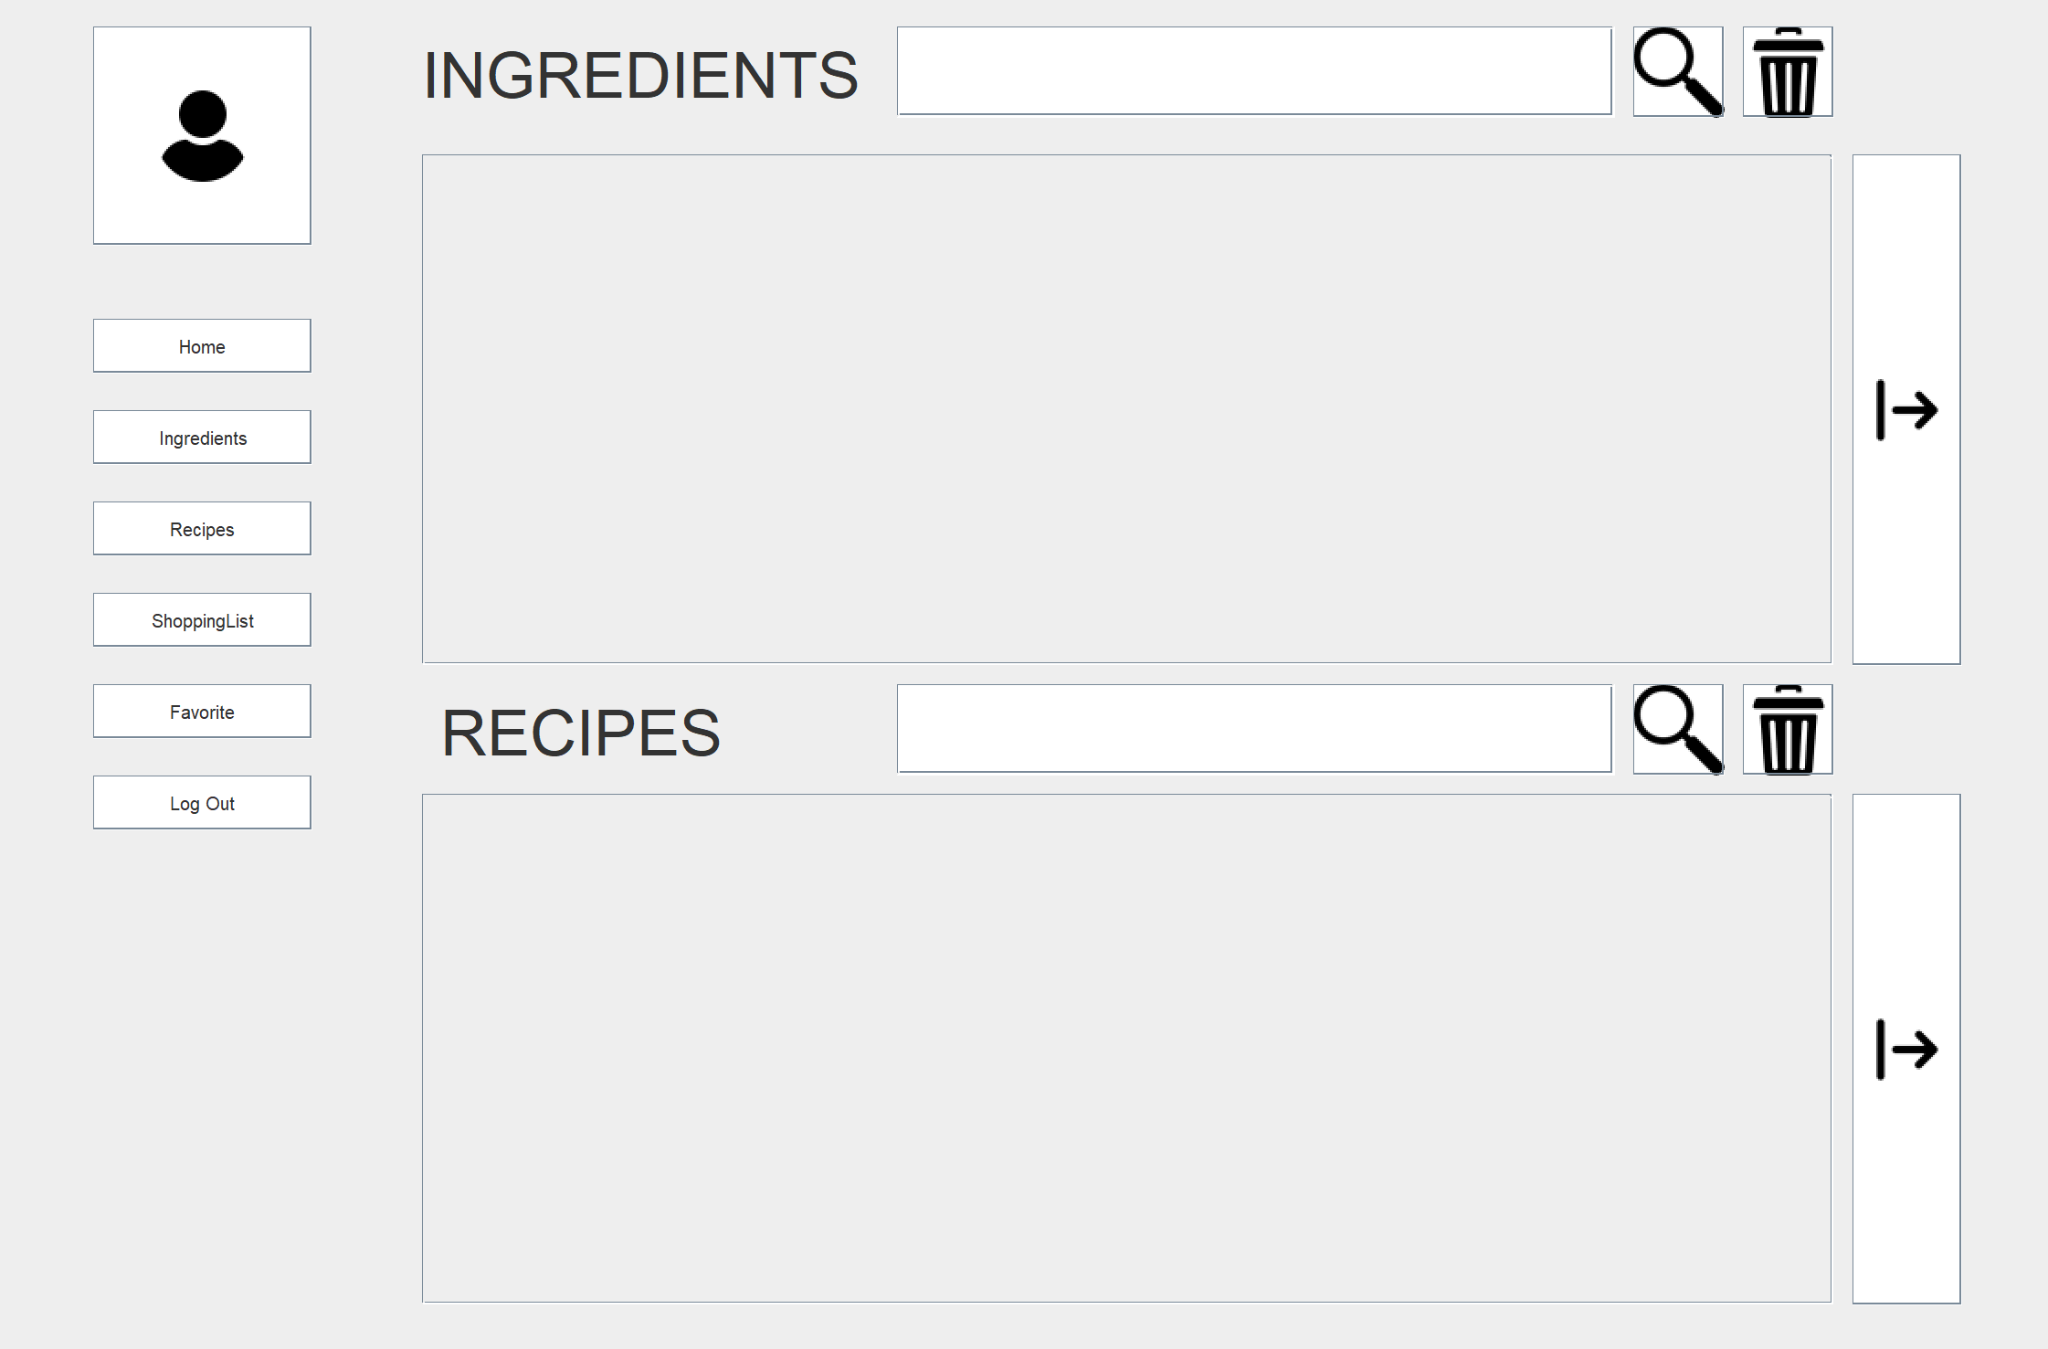 INGREDIENTS
Home
Ingredients
Recipes
ShoppingList
Favorite
Log Out
RECIPES